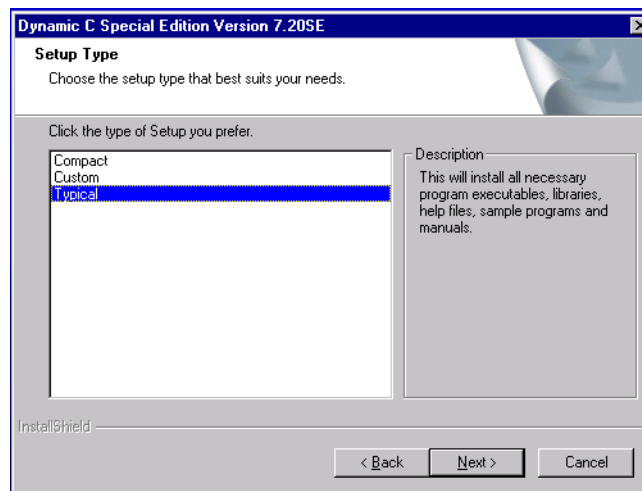 Dynamic C Special Edition Version 7.20SE
Setup Type
Choose the setup type that best suits your needs.
Click the type of Setup you prefer.
Compact
Custom
Typical
Description
This will install all necessary
program executables, libraries,
help files, sample programs and
manuals.
InstallShield
< Back
Next >
Cancel